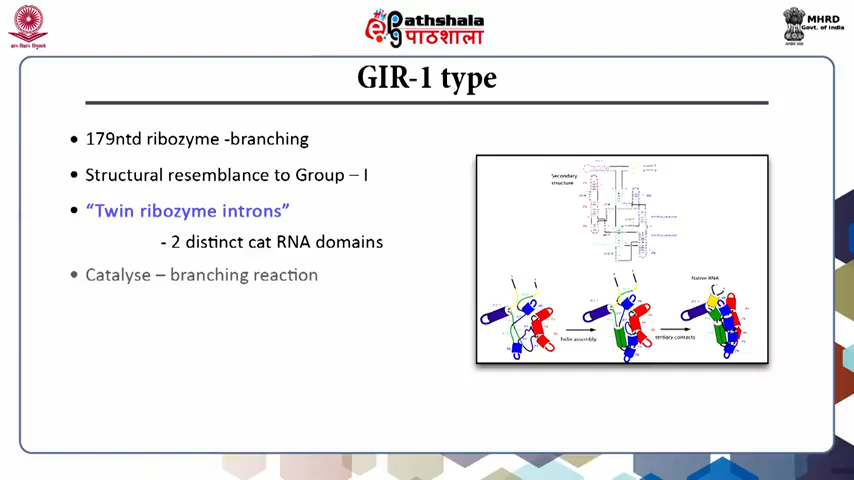 Pathshala
पाठशाला
MHRD
Govt. of India
GIR-1 type
• 179ntd ribozyme -branching
• Structural resemblance to Group – I
• “Twin ribozyme introns”
- 2 distinct cat RNA domains
• Catalyse – branching reaction
Secondary
structure
Native RNA
helix assembly
tertiary contacts